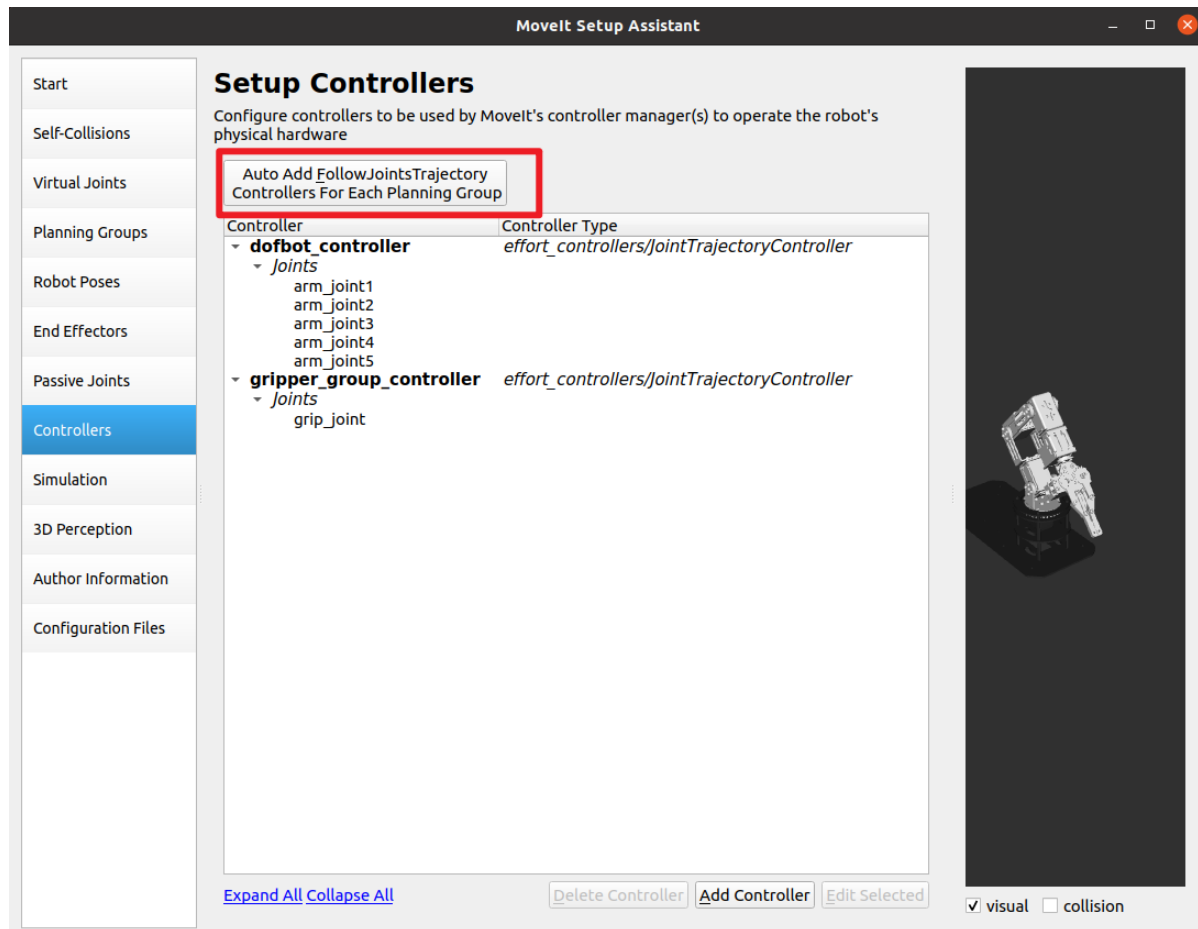 MoveIt Setup Assistant
Start
Self-Collisions
Virtual Joints
Planning Groups
Robot Poses
End Effectors
Passive Joints
Controllers
Simulation
3D Perception
Author Information
Configuration Files
Setup Controllers
Configure controllers to be used by MoveIt's controller manager(s) to operate the robot's
physical hardware
Auto Add FollowJointsTrajectory
Controllers For Each Planning Group
Controller Controller Type
dofbot_controller effort_controllers/JointTrajectoryController
Joints
arm_joint1
arm_joint2
arm_joint3
arm_joint4
arm_joint5
gripper_group_controller effort_controllers/JointTrajectoryController
Joints
grip_joint
Expand All Collapse All Delete Controller Add Controller Edit Selected
visual collision